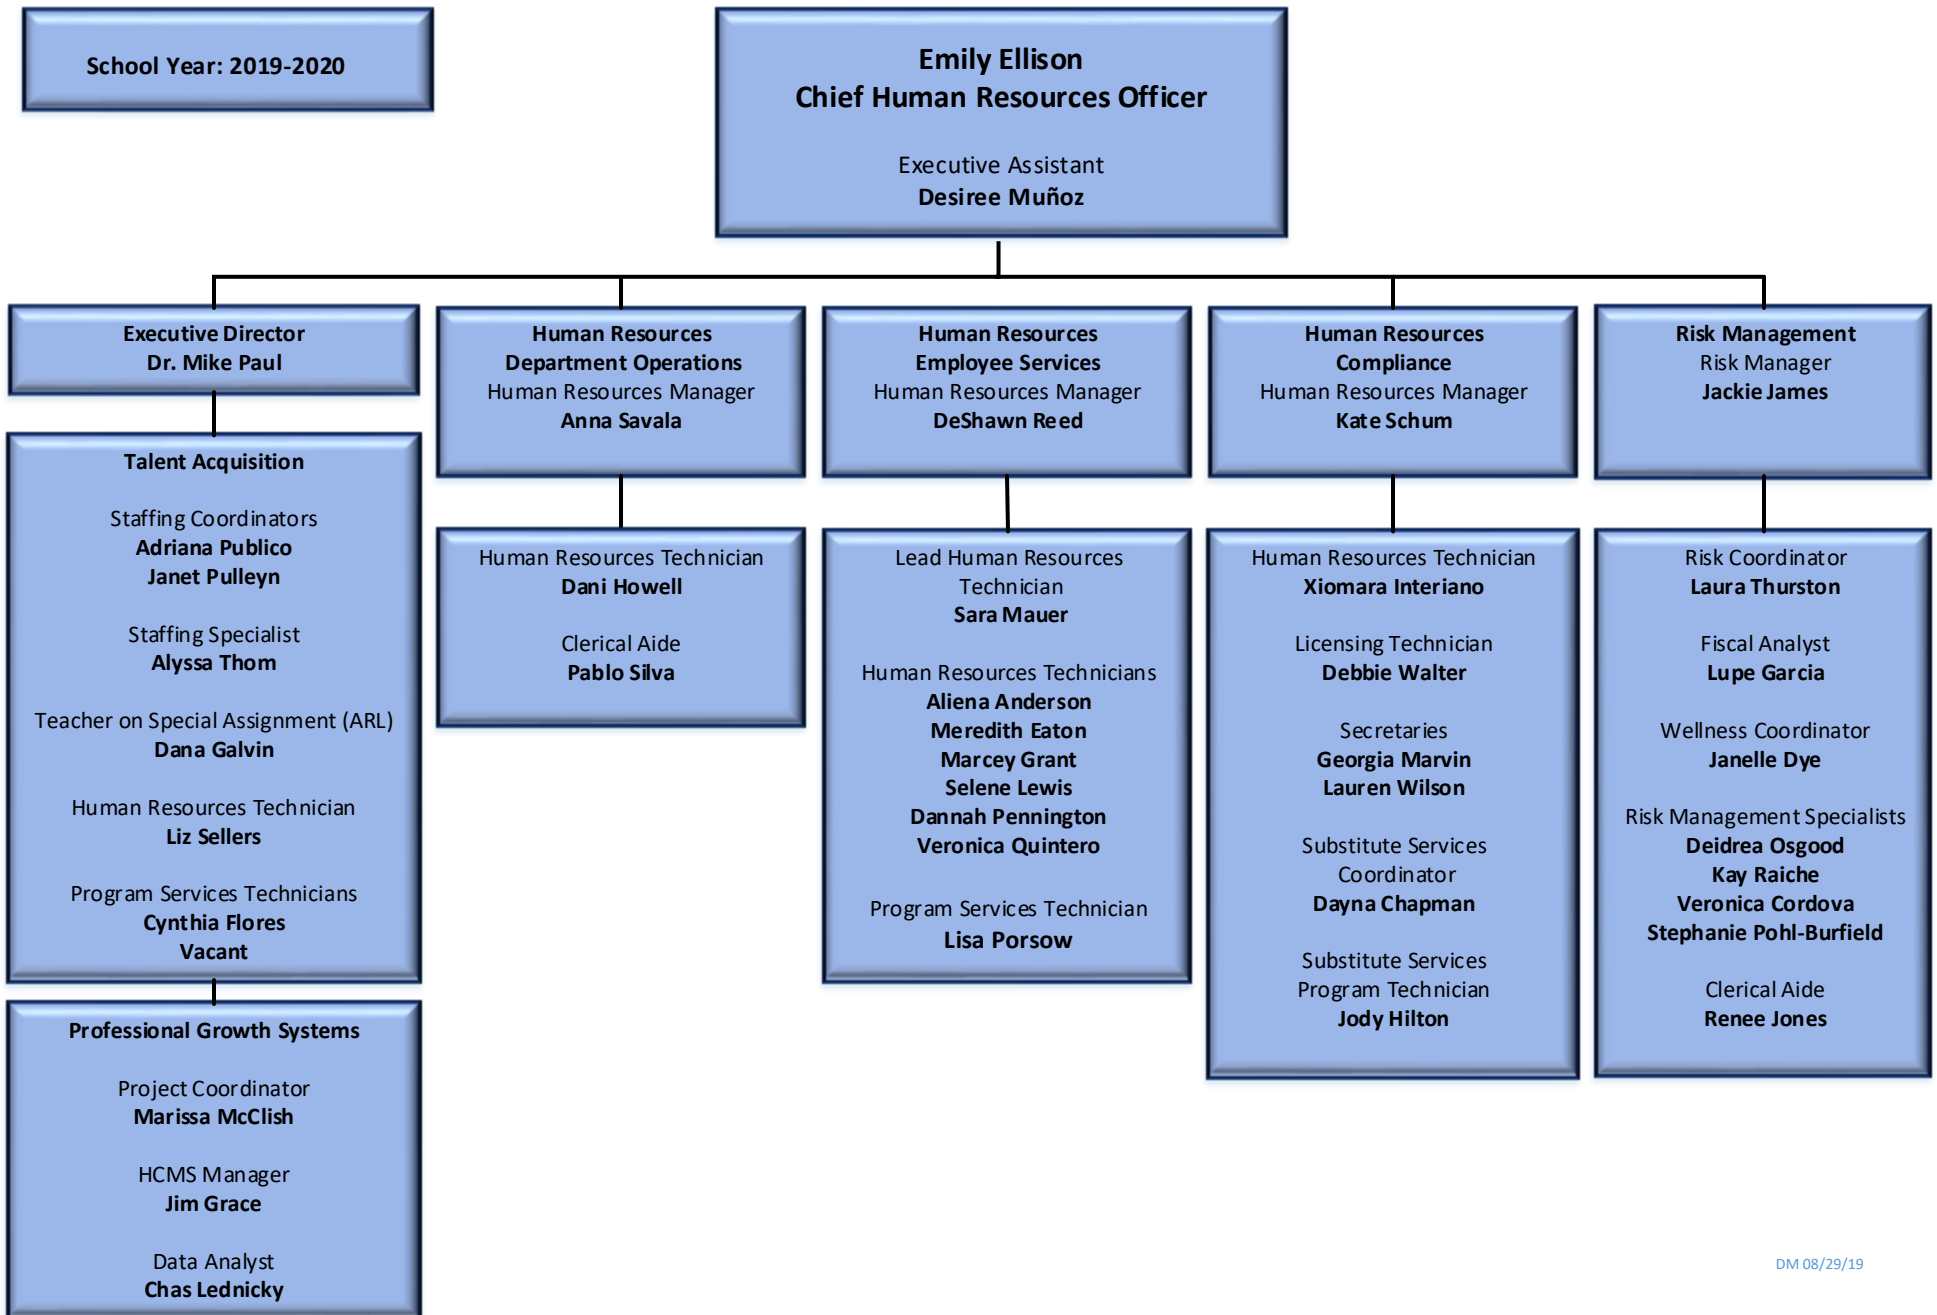 School Year: 2019-2020
Emily Ellison
Chief Human Resources Officer
Executive Assistant
Desiree Muñoz
Executive Director
Dr. Mike Paul
Talent Acquisition
Staffing Coordinators
Adriana Publico
Janet Pulleyn
Staffing Specialist
Alyssa Thom
Teacher on Special Assignment (ARL)
Dana Galvin
Human Resources Technician
Liz Sellers
Program Services Technicians
Cynthia Flores
Vacant
Professional Growth Systems
Project Coordinator
Marissa McClish
HCMS Manager
Jim Grace
Data Analyst
Chas Lednicky
Human Resources
Department Operations
Human Resources Manager
Anna Savala
Human Resources Technician
Dani Howell
Clerical Aide
Pablo Silva
Human Resources
Employee Services
Human Resources Manager
DeShawn Reed
Lead Human Resources
Technician
Sara Mauer
Human Resources Technicians
Aliena Anderson
Meredith Eaton
Marcey Grant
Selene Lewis
Dannah Pennington
Veronica Quintero
Program Services Technician
Lisa Porsow
Human Resources
Compliance
Human Resources Manager
Kate Schum
Human Resources Technician
Xiomara Interiano
Licensing Technician
Debbie Walter
Secretaries
Georgia Marvin
Lauren Wilson
Substitute Services
Coordinator
Dayna Chapman
Substitute Services
Program Technician
Jody Hilton
Risk Management
Risk Manager
Jackie James
Risk Coordinator
Laura Thurston
Fiscal Analyst
Lupe Garcia
Wellness Coordinator
Janelle Dye
Risk Management Specialists
Deidrea Osgood
Kay Raiche
Veronica Cordova
Stephanie Pohl-Burfield
Clerical Aide
Renee Jones
DM 08/29/19